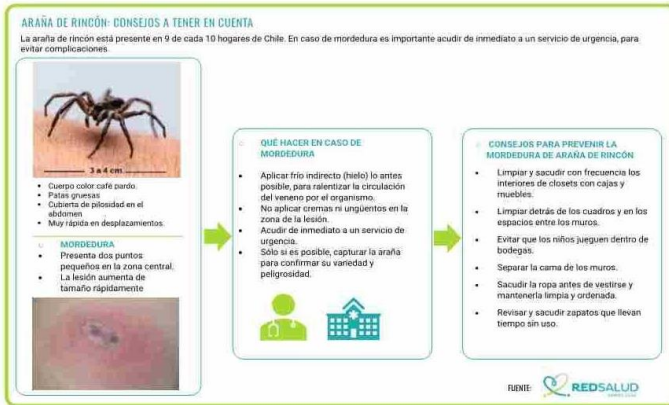 ARAÑA DE RINCÓN: CONSEJOS A TENER EN CUENTA
La araña de rincón está presente en 9 de cada 10 hogares de Chile. En caso de mordedura es importante acudir de inmediato a un servicio de urgencia, para
evitar complicaciones.
3 a 4 cm
• Cuerpo color café pardo.
• Patas gruesas
• Cubierta de pilosidad en el
abdomen
• Muy rápida en desplazamientos.
MORDEDURA
• Presenta dos puntos
pequeños en la zona central.
• La lesión aumenta de
tamaño rápidamente
QUÉ HACER EN CASO DE
MORDEDURA
• Aplicar frío indirecto (hielo) lo antes
posible, para ralentizar la circulación
del veneno por el organismo.
• No aplicar cremas ni ungüentos en la
zona de la lesión.
• Acudir de inmediato a un servicio de
urgencia.
• Sólo si es posible, capturar la araña
para confirmar su variedad y
peligrosidad.
CONSEJOS PARA PREVENIR LA
MORDEDURA DE ARAÑA DE RINCÓN
• Limpiar y sacudir con frecuencia los
interiores de closets con cajas y
muebles.
• Limpiar detrás de los cuadros y en los
espacios entre los muros.
• Evitar que los niños jueguen dentro de
bodegas.
• Separar la cama de los muros.
• Sacudir la ropa antes de vestirse y
mantenerla limpia y ordenada.
• Revisar y sacudir zapatos que llevan
tiempo sin uso.
FUENTE: REDSALUD